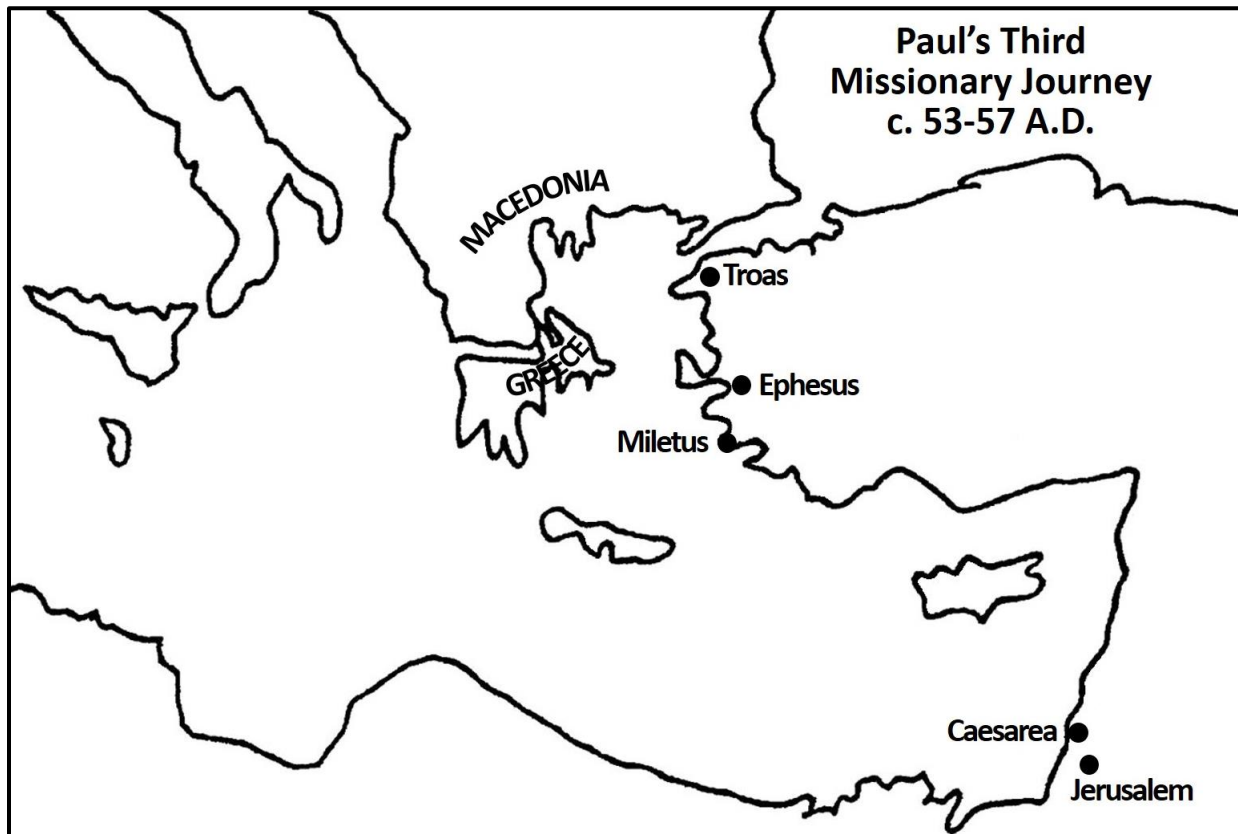 Paul’s Third
Missionary Journey
c. 53-57 A.D.
MACEDONIA
Troas
GREECE
Ephesus
Miletus
Caesarea
Jerusalem